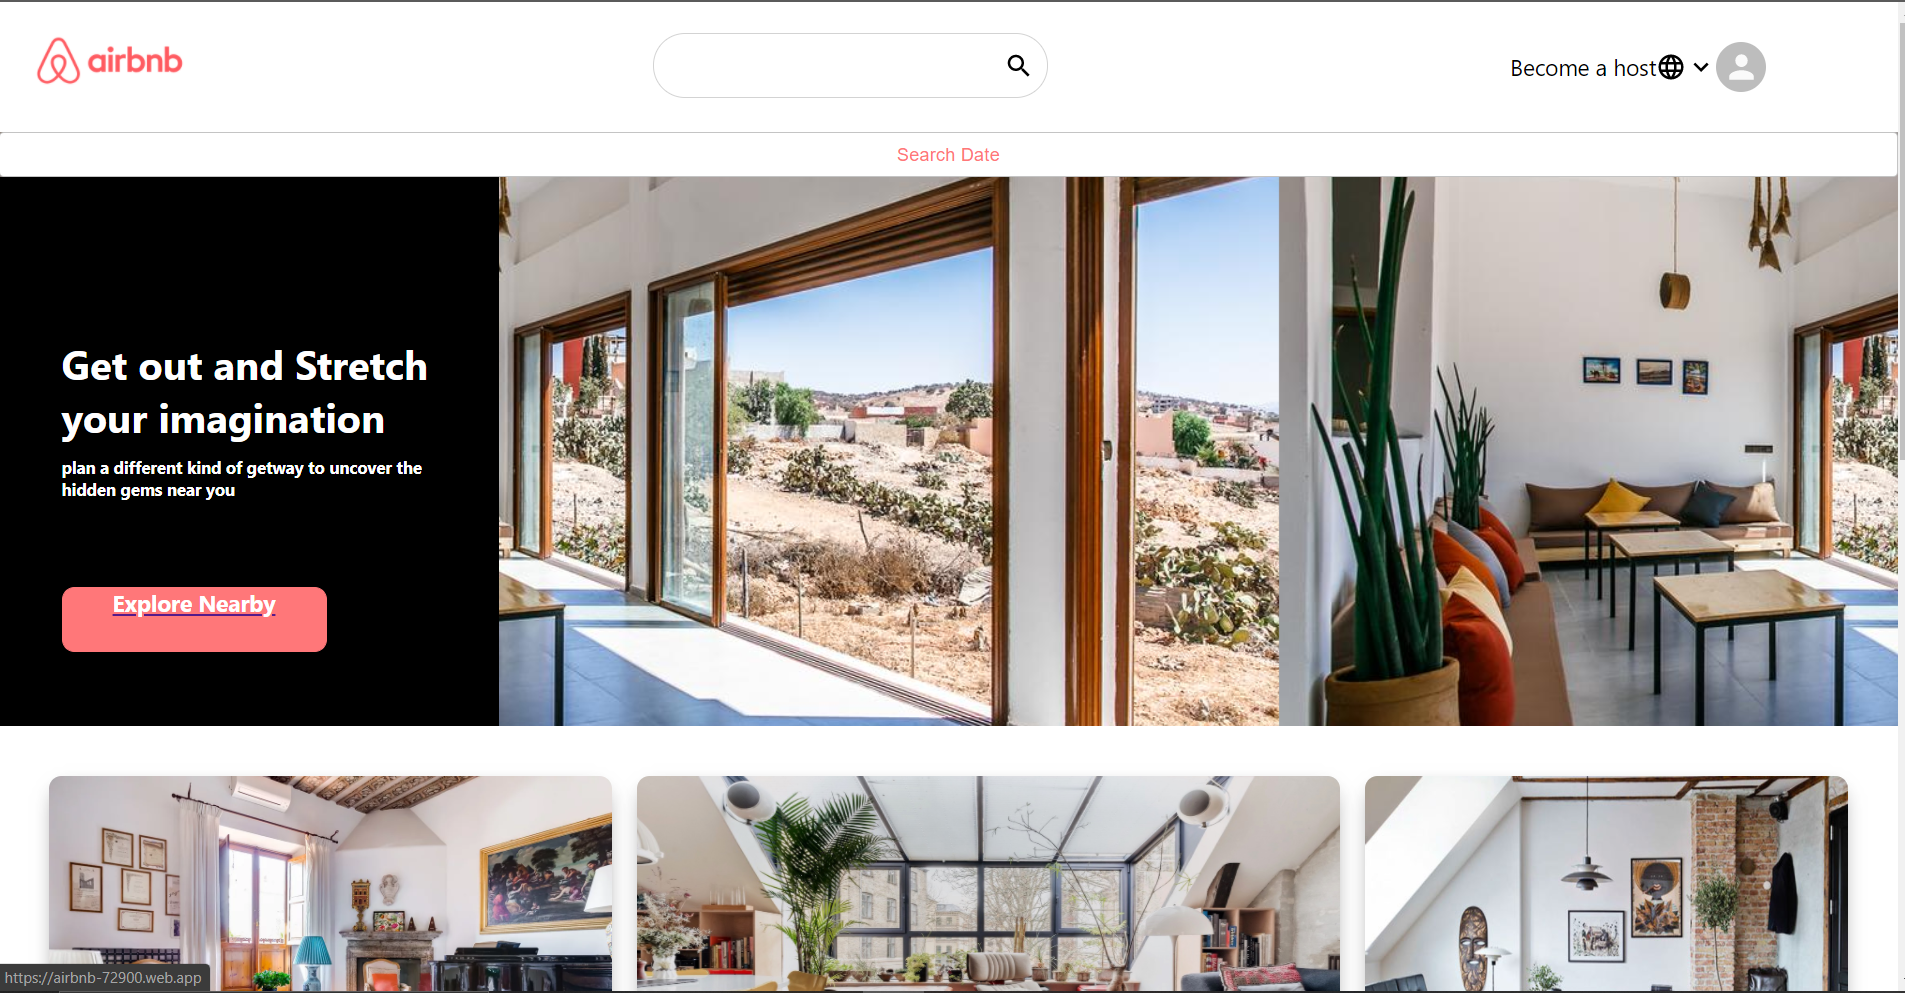 airbnb
Become a host
Search Date
Get out and Stretch
your imagination
plan a different kind of getway to uncover the
hidden gems near you
Explore Nearby
https://airbnb-72900.web.app